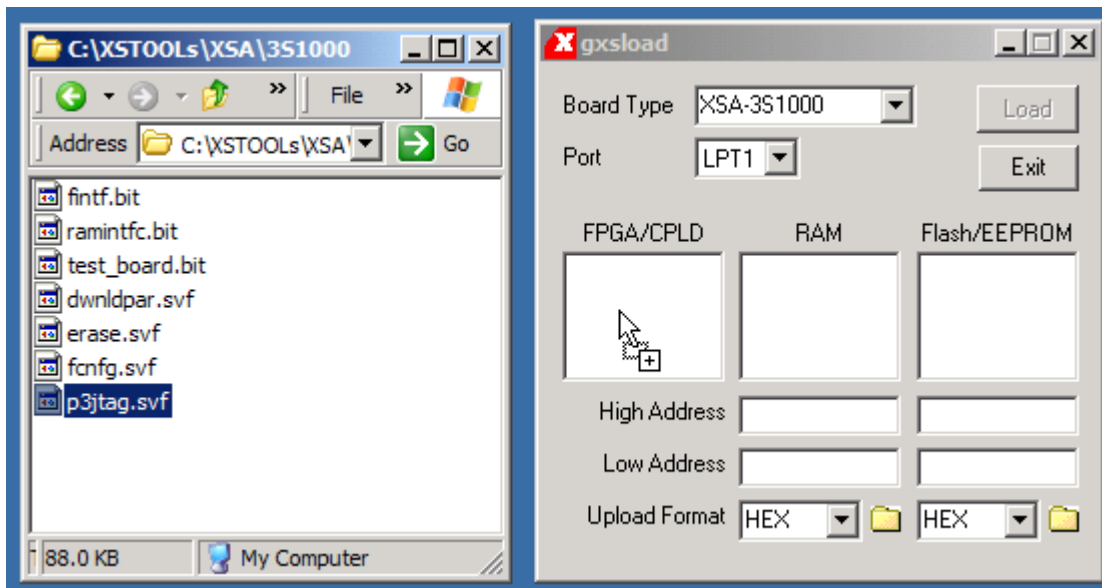 C:\XSTOOLs\XSA\3S1000
» File »
Address C:\XSTOOLs\XSA\ Go
fintf.bit
ramintfc.bit
test_board.bit
dwnldpar.svf
erase.svf
fcnfg.svf
p3jtag.svf
88.0 KB My Computer
X gxsload
Board Type XSA-3S1000 Load
Port LPT1 Exit
FPGA/CPLD RAM Flash/EEPROM
High Address
Low Address
Upload Format HEX HEX